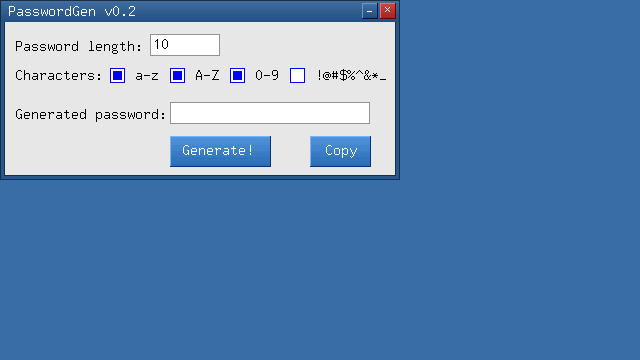 PasswordGen v0.2
Password length: 10
Characters: a-z A-Z 0-9 !@#$%^&*_
Generated password:
Generate! Copy